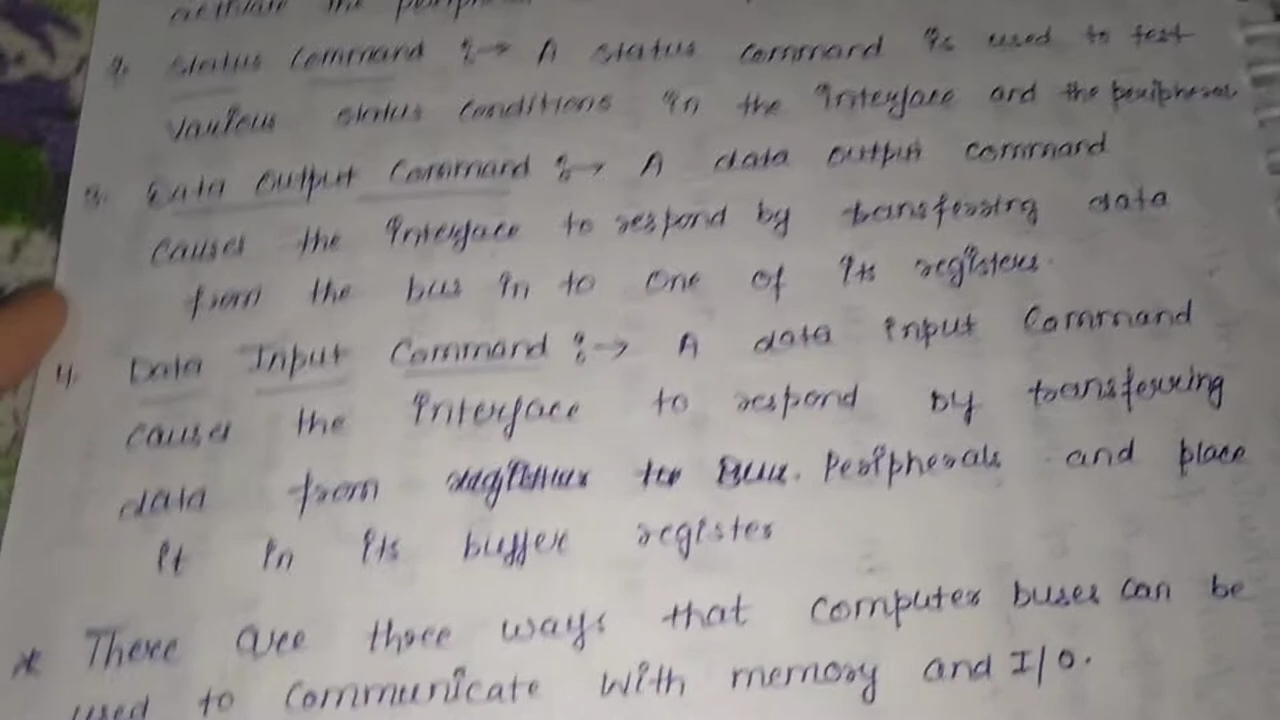 the
2. Status Command :→ A status command is used to test
various status conditions in the interface and the peripheral
3. Data output Command :→ A data output command
causes the interface to respond by transferring data
from the bus in to one of its registers.
4. Data Input Command :→ A data input Command
causes the interface to respond by transferring
data from Peripherals and place
it in its buffer register
* There are three ways that computer buses can be
used to communicate with memory and I/O.